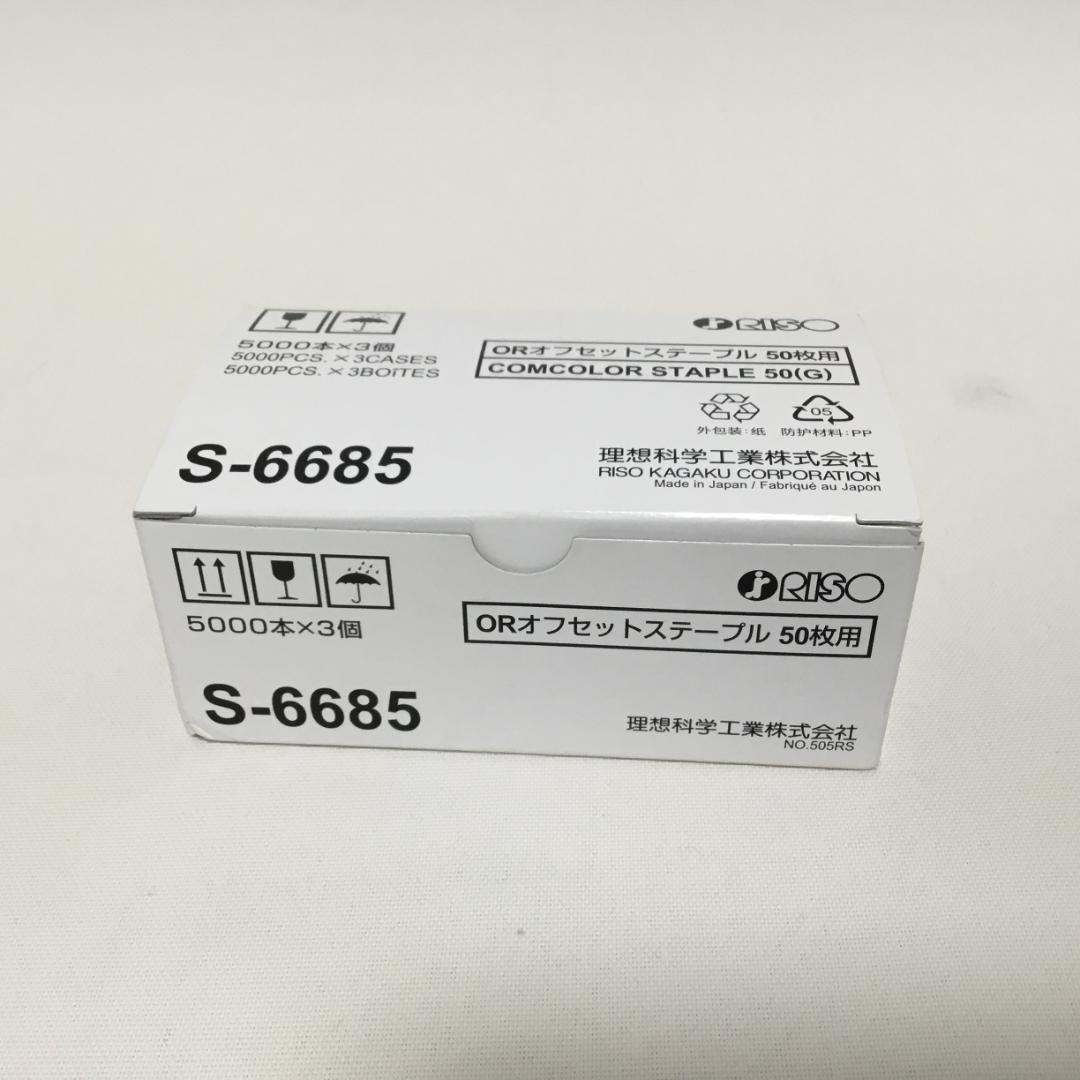 5000本×3個
5000PCS. × 3CASES
5000PCS. × 3BOITES
S-6685
RISO
ORオフセットステープル 50枚用
COMCOLOR STAPLE 50(G)
05
外包装:纸 防护材料:PP
理想科学工業株式会社
RISO KAGAKU CORPORATION
Made in Japan / Fabriqué au Japon
5000本×3個
S-6685
RISO
ORオフセットステープル 50枚用
理想科学工業株式会社
NO.505RS